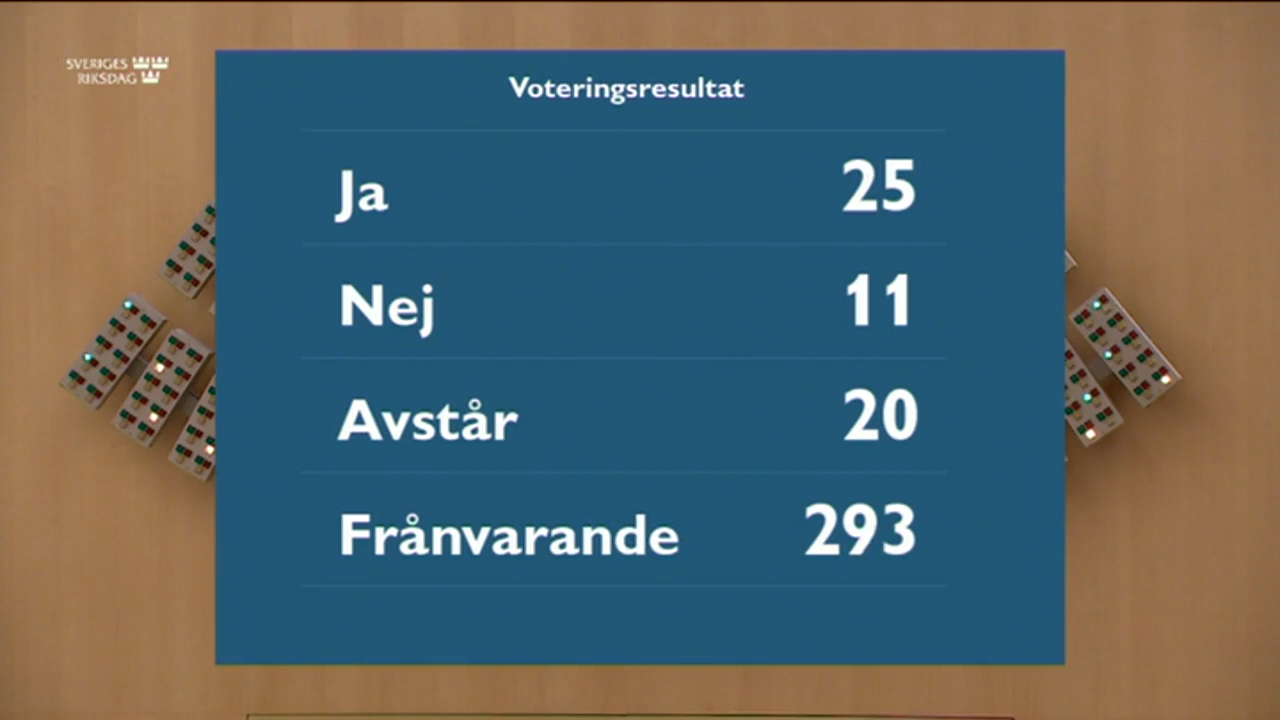 SVERIGES
RIKSDAG
Voteringsresultat
Ja 25
Nej 11
Avstår 20
Frånvarande 293